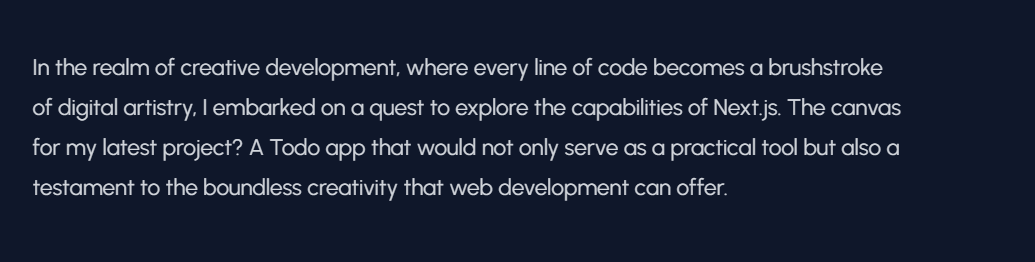 In the realm of creative development, where every line of code becomes a brushstroke
of digital artistry, I embarked on a quest to explore the capabilities of Next.js. The canvas
for my latest project? A Todo app that would not only serve as a practical tool but also a
testament to the boundless creativity that web development can offer.